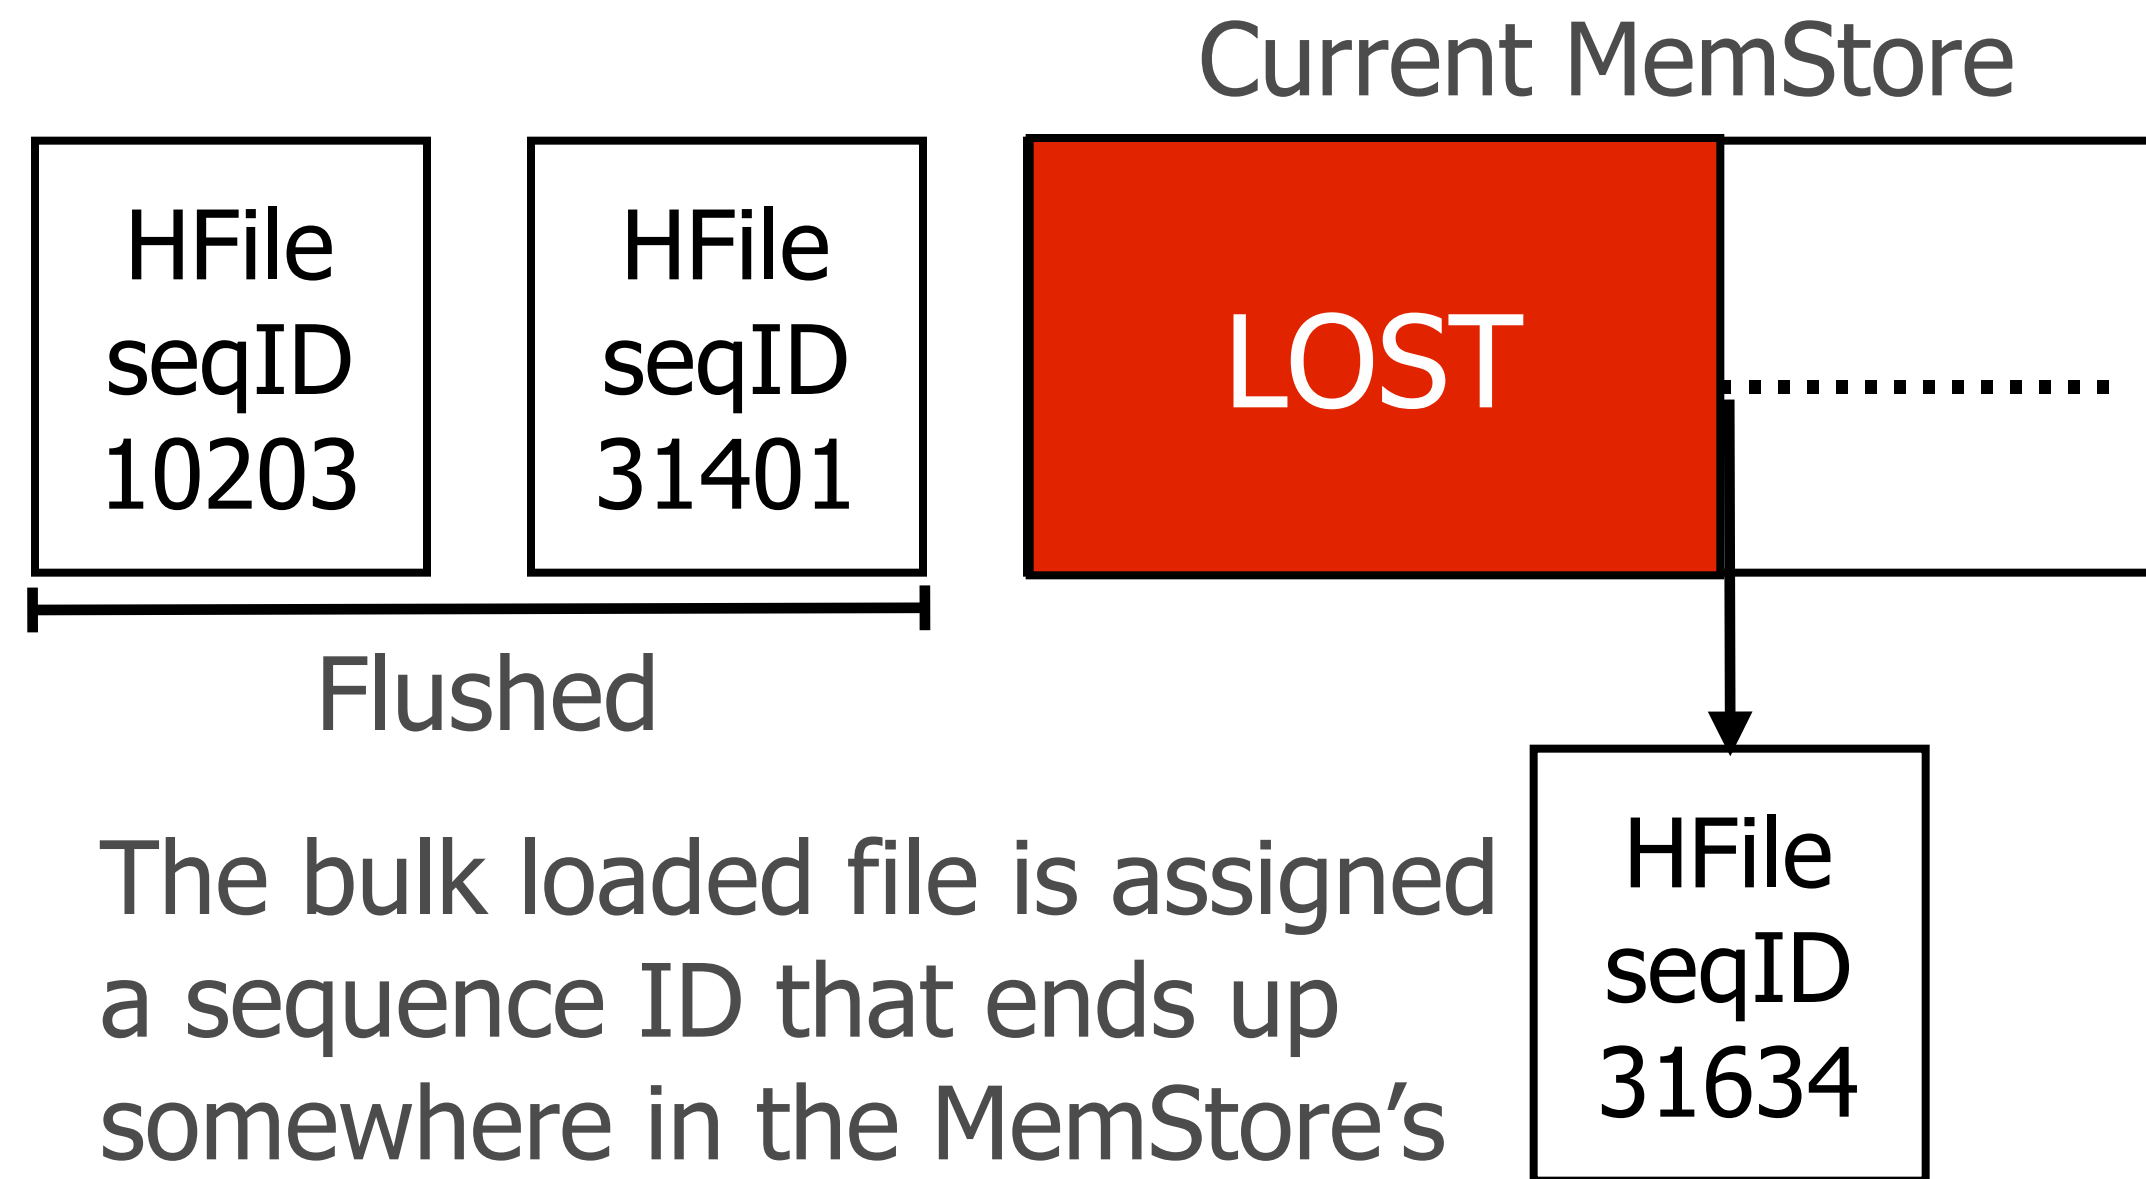 Current MemStore
HFile
seqID
10203
HFile
seqID
31401
LOST
Flushed
The bulk loaded file is assigned
a sequence ID that ends up
somewhere in the MemStore’s
HFile
seqID
31634